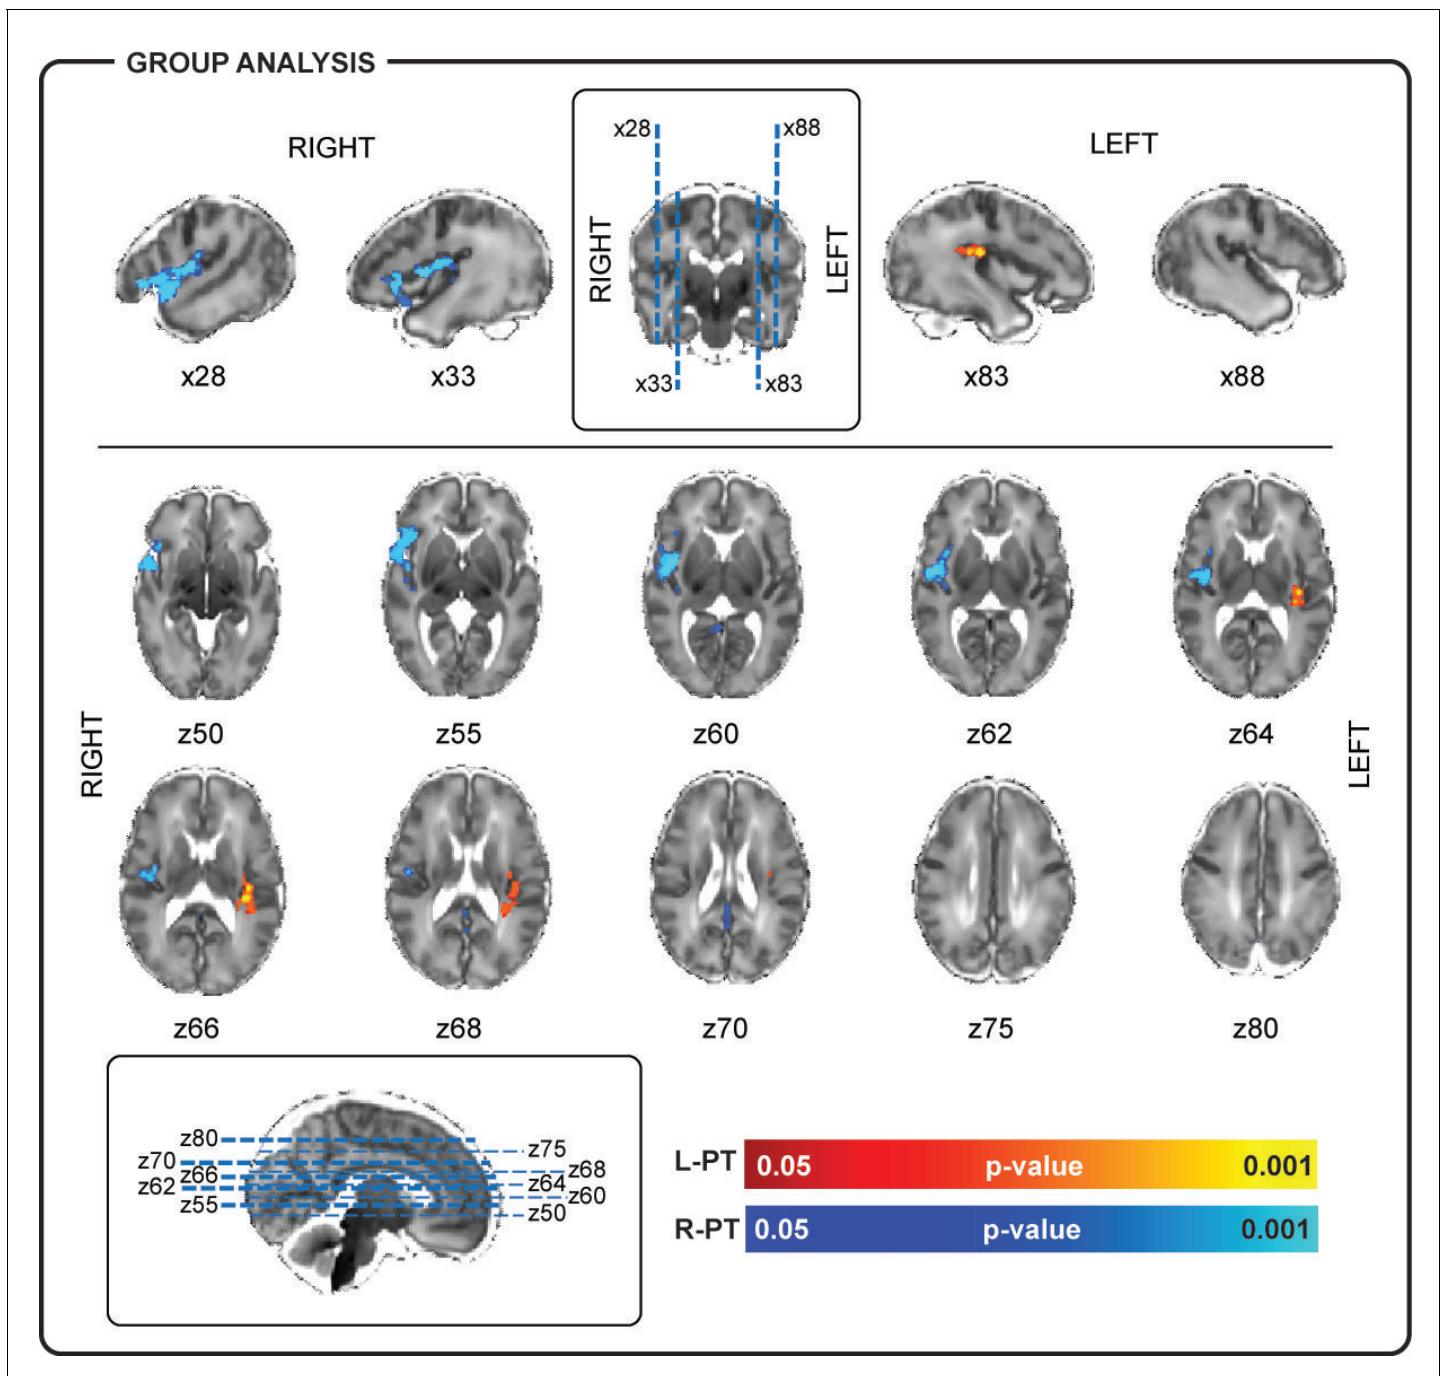 GROUP ANALYSIS
RIGHT
LEFT
x28
x88
RIGHT
LEFT
x33
x83
x28
x33
x83
x88
z50
z55
z60
z62
z64
RIGHT
LEFT
z66
z68
z70
z75
z80
z80
z75
z70
z68
z66
z64
z62
z60
z55
z50
L-PT 0.05 p-value 0.001
R-PT 0.05 p-value 0.001